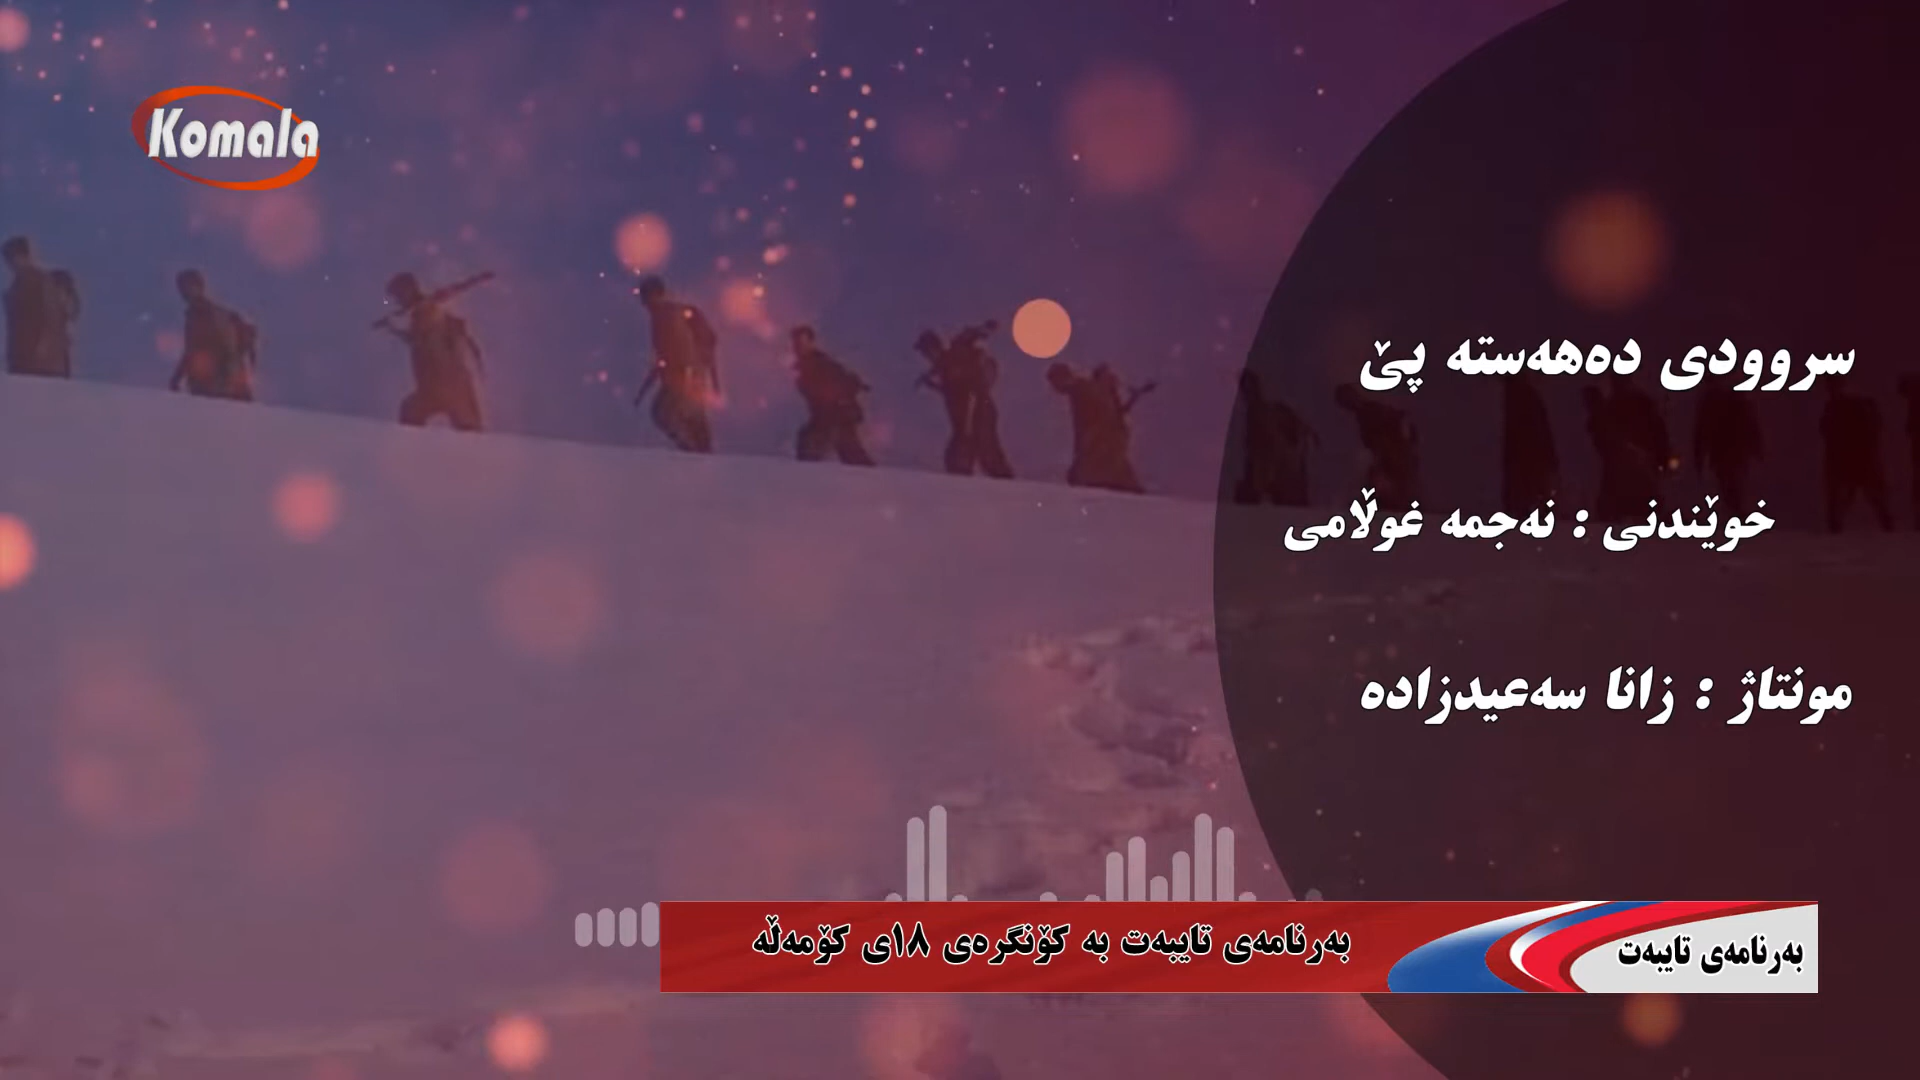 Komala
سروودی دەهەستە پێ
خوێندنی : نەجمە غوڵامی
مونتاژ : زانا سەعیدزادە
بەرنامەی تایبەت بە کۆنگرەی ١٨ی کۆمەڵە
بەرنامەی تایبەت